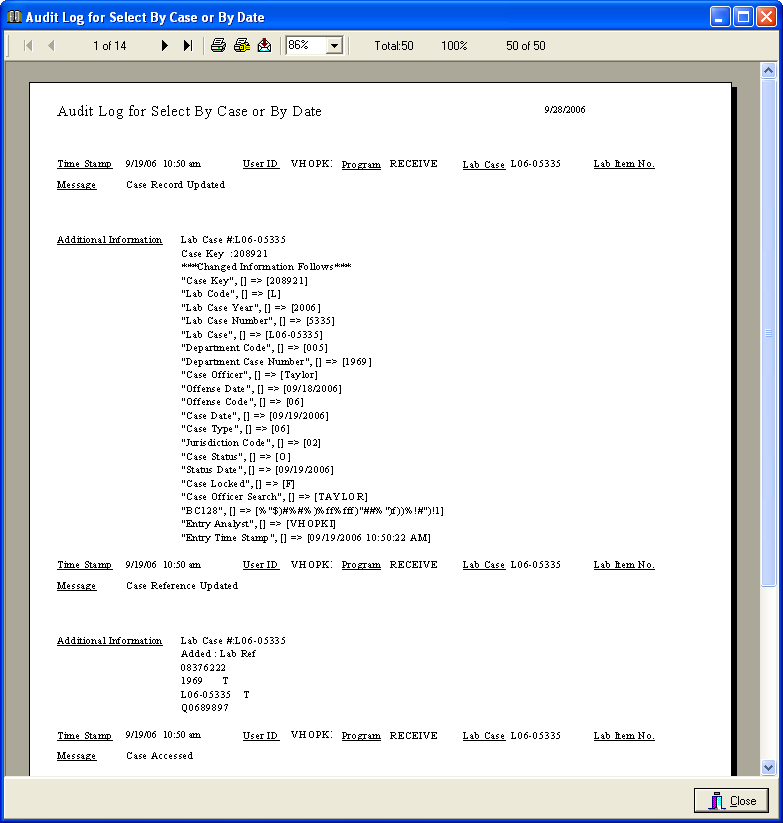 Audit Log for Select By Case or By Date
1 of 14 86% Total:50 100% 50 of 50
Audit Log for Select By Case or By Date 9/28/2006
Time Stamp 9/19/06 10:50 am User ID VHOPK Program RECEIVE Lab Case L06-05335 Lab Item No.
Message Case Record Updated
Additional Information Lab Case #:L06-05335
Case Key :208921
***Changed Information Follows***
"Case Key", [] => [208921]
"Lab Code", [] => [L]
"Lab Case Year", [] => [2006]
"Lab Case Number", [] => [5335]
"Lab Case", [] => [L06-05335]
"Department Code", [] => [005]
"Department Case Number", [] => [1969]
"Case Officer", [] => [Taylor]
"Offense Date", [] => [09/18/2006]
"Offense Code", [] => [06]
"Case Date", [] => [09/19/2006]
"Case Type", [] => [06]
"Jurisdiction Code", [] => [02]
"Case Status", [] => [O]
"Status Date", [] => [09/19/2006]
"Case Locked", [] => [F]
"Case Officer Search", [] => [TAYLOR]
"BC128", [] => [%"$)#%#%)%ff%fff)"##%")f))%!#")!1]
"Entry Analyst", [] => [VHOPKI]
"Entry Time Stamp", [] => [09/19/2006 10:50:22 AM]
Time Stamp 9/19/06 10:50 am User ID VHOPK Program RECEIVE Lab Case L06-05335 Lab Item No.
Message Case Reference Updated
Additional Information Lab Case #:L06-05335
Added : Lab Ref
08376222
1969 T
L06-05335 T
Q0689897
Time Stamp 9/19/06 10:50 am User ID VHOPK Program RECEIVE Lab Case L06-05335 Lab Item No.
Message Case Accessed
Close